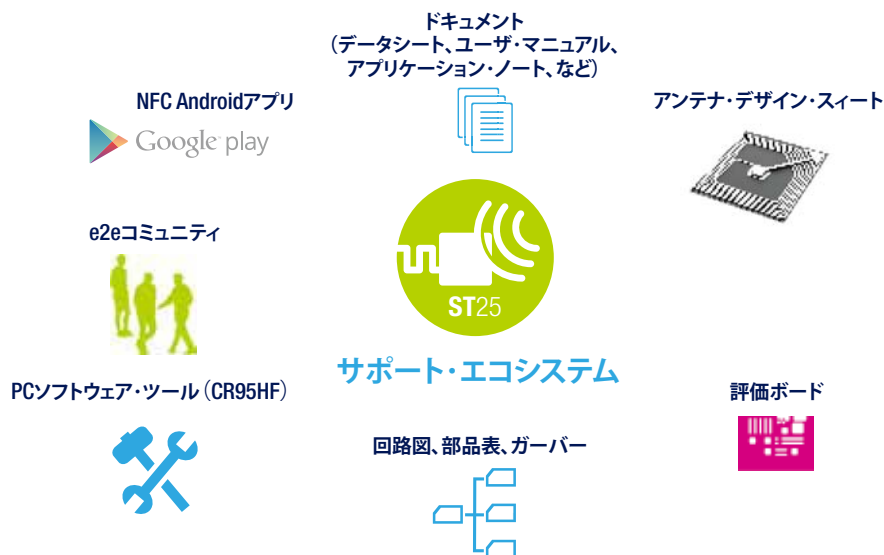 ドキュメント
（データシート、ユーザ・マニュアル、
アプリケーション・ノート、など）
NFC Androidアプリ
Google play
アンテナ・デザイン・スィート
e2eコミュニティ
ST25
サポート・エコシステム
PCソフトウェア・ツール（CR95HF）
評価ボード
回路図、部品表、ガーバー